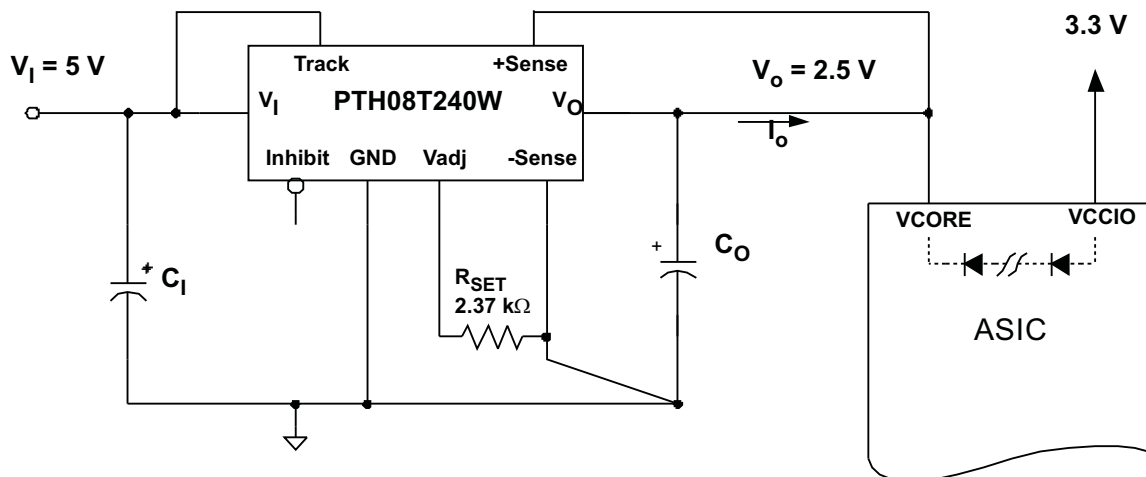 3.3 V
V_I = 5 V
Track
+Sense
V_o = 2.5 V
V_I
PTH08T240W
V_O
I_o
Inhibit
GND
Vadj
-Sense
VCORE
VCCIO
+
C_I
+
C_O
R_SET
2.37 kΩ
ASIC